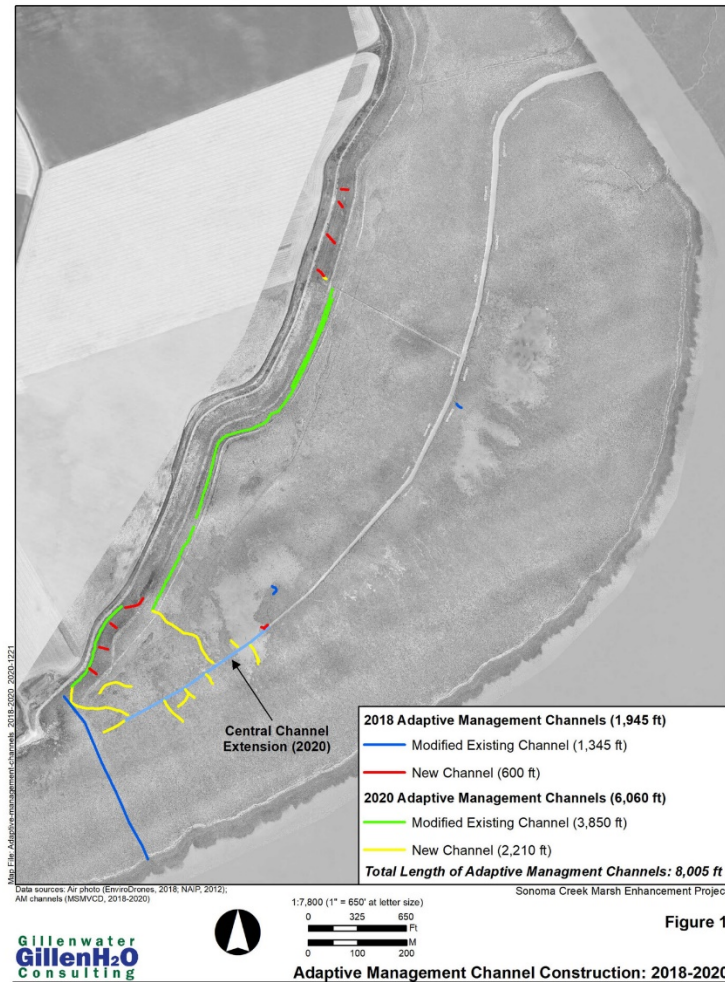 Central Channel
Extension (2020)
2018 Adaptive Management Channels (1,945 ft)
Modified Existing Channel (1,345 ft)
New Channel (600 ft)
2020 Adaptive Management Channels (6,060 ft)
Modified Existing Channel (3,850 ft)
New Channel (2,210 ft)
Total Length of Adaptive Managment Channels: 8,005 ft
Map File: Adaptive-management-channels_2018-2020_2020-1221
Data sources: Air photo (EnviroDrones, 2018; NAIP, 2012);
AM channels (MSMVCD, 2018-2020)
Sonoma Creek Marsh Enhancement Projec
1:7,800 (1" = 650' at letter size)
0 325 650
Ft
M
0 100 200
Figure 1
Gillenwater
GillenH2O
Consulting
Adaptive Management Channel Construction: 2018-2020